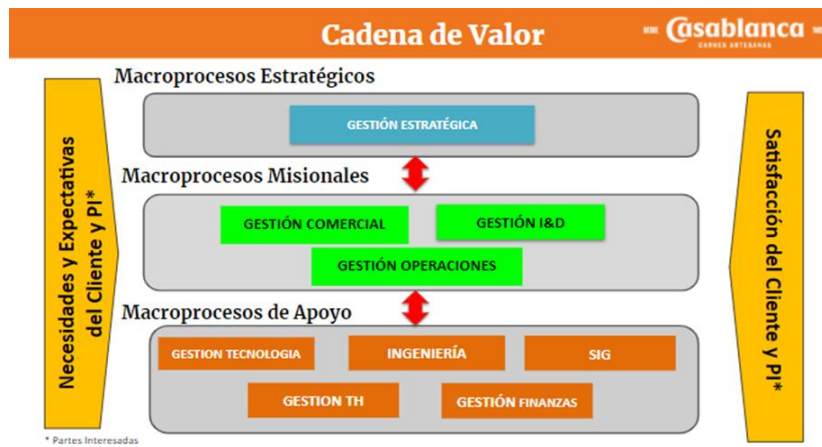 Cadena de Valor
Casablanca
CARNES ARTESANAS
Macroprocesos Estratégicos
GESTIÓN ESTRATÉGICA
Necesidades y Expectativas
del Cliente y PI*
Macroprocesos Misionales
GESTIÓN COMERCIAL
GESTIÓN I&D
GESTIÓN OPERACIONES
Macroprocesos de Apoyo
GESTION TECNOLOGIA
INGENIERÍA
SIG
GESTION TH
GESTIÓN FINANZAS
Satisfacción del Cliente y PI*
* Partes Interesadas